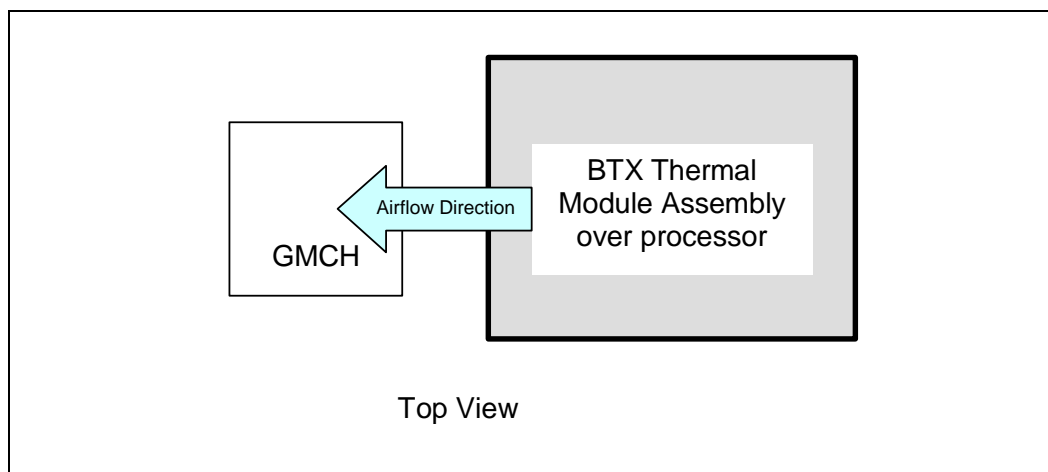 BTX Thermal
Module Assembly
over processor
Airflow Direction
GMCH
Top View